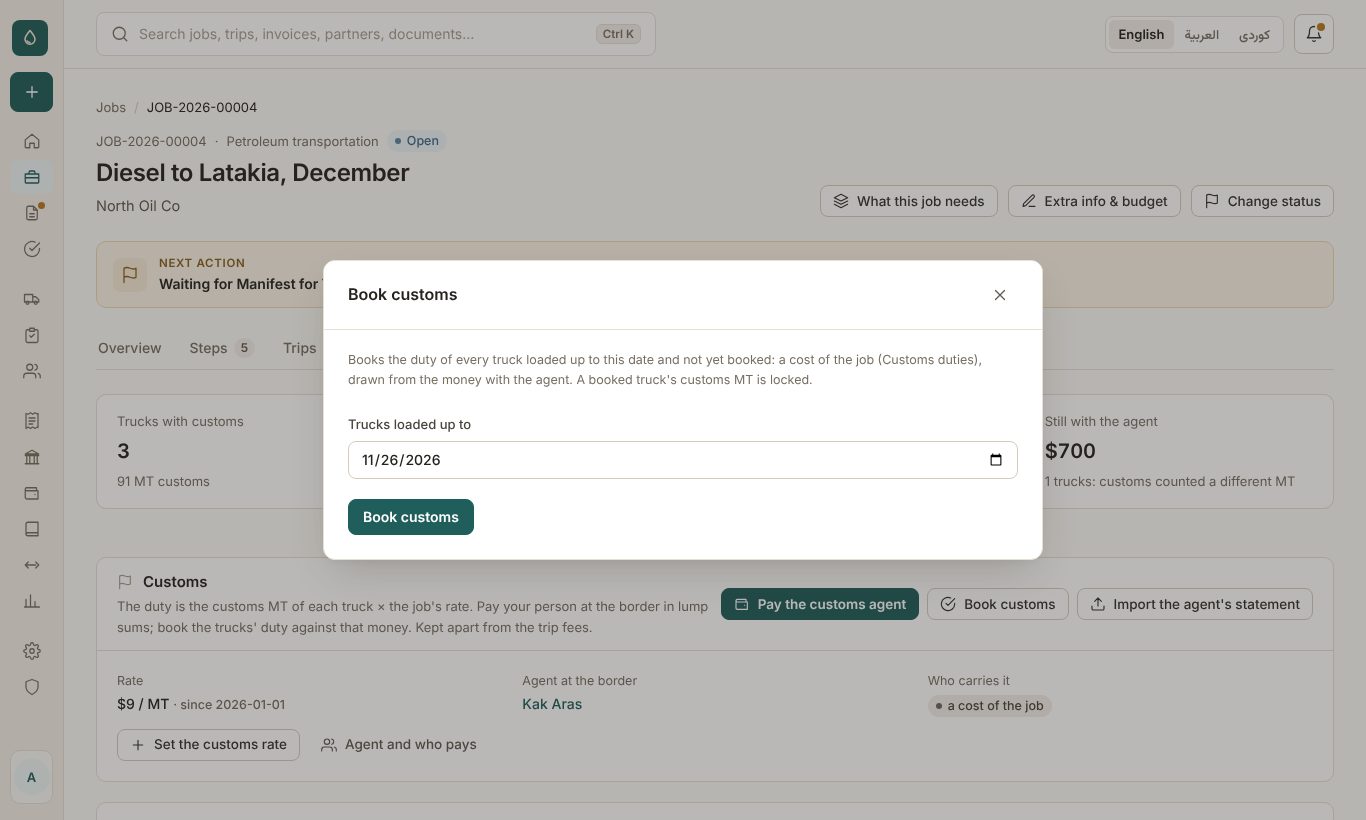 Search jobs, trips, invoices, partners, documents...
Ctrl K
English
العربية
کوردی
Jobs / JOB-2026-00004
JOB-2026-00004 · Petroleum transportation
Open
Diesel to Latakia, December
North Oil Co
What this job needs
Extra info & budget
Change status
NEXT ACTION
Waiting for Manifest for
Book customs
Overview
Steps 5
Trips
Books the duty of every truck loaded up to this date and not yet booked: a cost of the job (Customs duties),
drawn from the money with the agent. A booked truck's customs MT is locked.
Trucks loaded up to
11/26/2026
Book customs
Trucks with customs
3
91 MT customs
Still with the agent
$700
1 trucks: customs counted a different MT
Customs
The duty is the customs MT of each truck × the job's rate. Pay your person at the border in lump
sums; book the trucks' duty against that money. Kept apart from the trip fees.
Pay the customs agent
Book customs
Import the agent's statement
Rate
$9 / MT · since 2026-01-01
Agent at the border
Kak Aras
Who carries it
a cost of the job
Set the customs rate
Agent and who pays
A